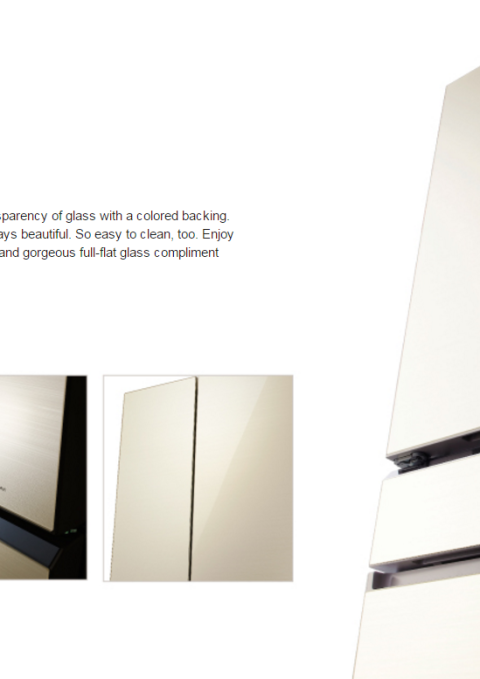 sparency of glass with a colored backing.
ays beautiful. So easy to clean, too. Enjoy
and gorgeous full-flat glass compliment